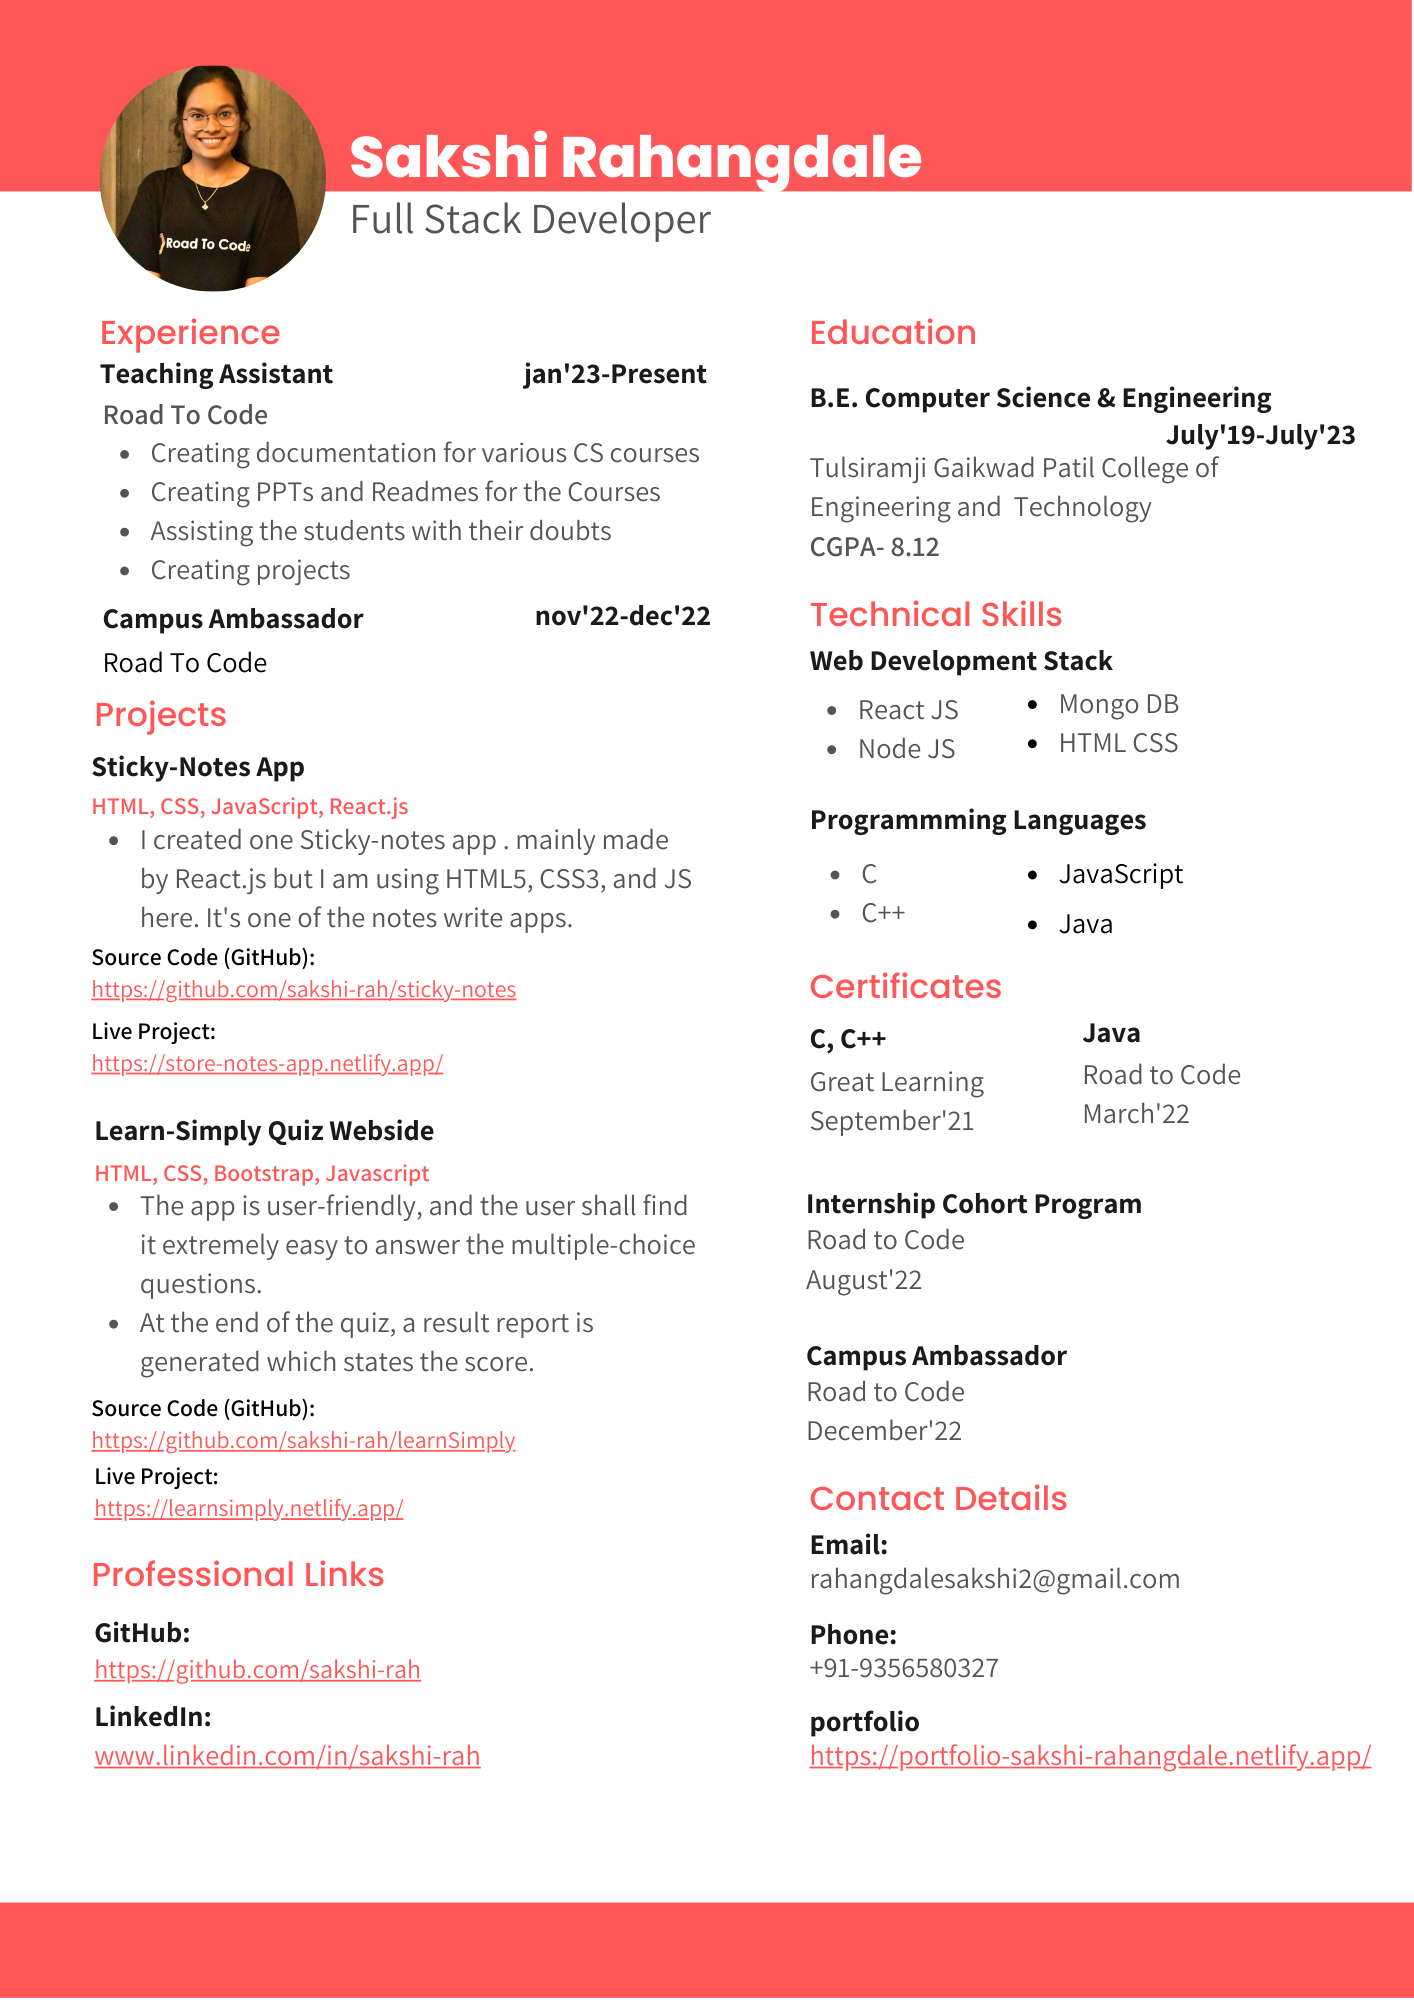 Sakshi Rahangdale
Full Stack Developer
Road To Code
Experience
Teaching Assistant jan'23-Present
Road To Code
• Creating documentation for various CS courses
• Creating PPTs and Readmes for the Courses
• Assisting the students with their doubts
• Creating projects
Campus Ambassador nov'22-dec'22
Road To Code
Projects
Sticky-Notes App
HTML, CSS, JavaScript, React.js
• I created one Sticky-notes app . mainly made
by React.js but I am using HTML5, CSS3, and JS
here. It's one of the notes write apps.
Source Code (GitHub):
https://github.com/sakshi-rah/sticky-notes
Live Project:
https://store-notes-app.netlify.app/
Learn-Simply Quiz Webside
HTML, CSS, Bootstrap, Javascript
• The app is user-friendly, and the user shall find
it extremely easy to answer the multiple-choice
questions.
• At the end of the quiz, a result report is
generated which states the score.
Source Code (GitHub):
https://github.com/sakshi-rah/learnSimply
Live Project:
https://learnsimply.netlify.app/
Professional Links
GitHub:
https://github.com/sakshi-rah
LinkedIn:
www.linkedin.com/in/sakshi-rah
Education
B.E. Computer Science & Engineering
July'19-July'23
Tulsiramji Gaikwad Patil College of
Engineering and Technology
CGPA- 8.12
Technical Skills
Web Development Stack
• React JS
• Node JS
• Mongo DB
• HTML CSS
Programmming Languages
• C
• C++
• JavaScript
• Java
Certificates
C, C++
Great Learning
September'21
Java
Road to Code
March'22
Internship Cohort Program
Road to Code
August'22
Campus Ambassador
Road to Code
December'22
Contact Details
Email:
rahangdalesakshi2@gmail.com
Phone:
+91-9356580327
portfolio
https://portfolio-sakshi-rahangdale.netlify.app/